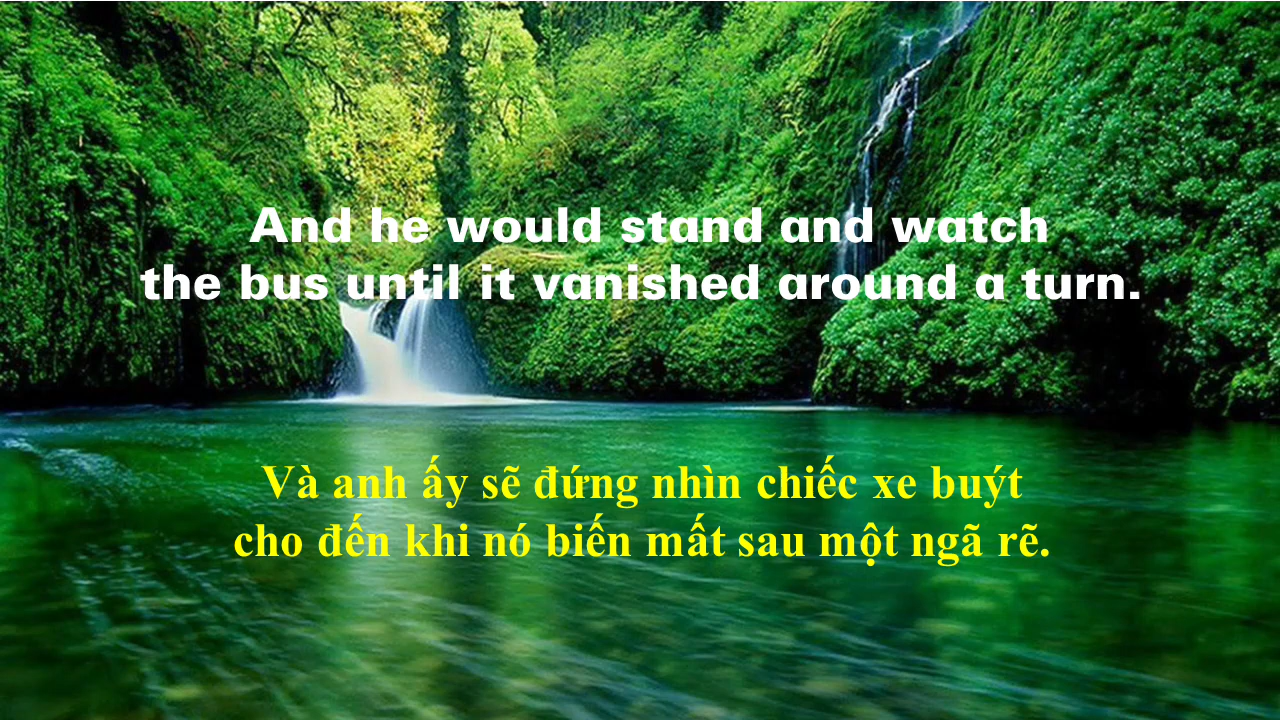 And he would stand and watch
the bus until it vanished around a turn.
Và anh ấy sẽ đứng nhìn chiếc xe buýt
cho đến khi nó biến mất sau một ngã rẽ.